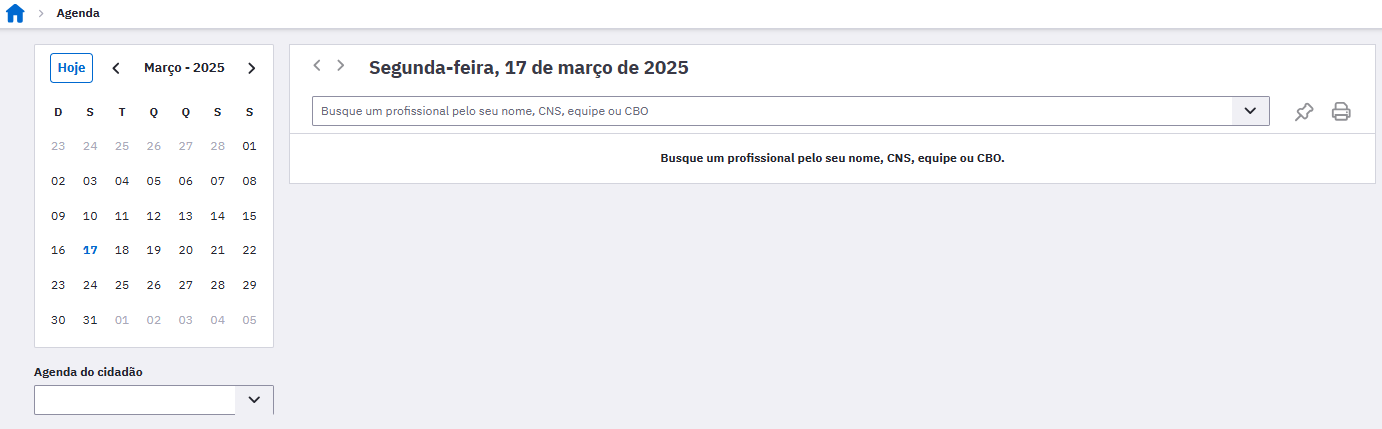 Agenda
Hoje
Março - 2025
D S T Q Q S S
23 24 25 26 27 28 01
02 03 04 05 06 07 08
09 10 11 12 13 14 15
16 17 18 19 20 21 22
23 24 25 26 27 28 29
30 31 01 02 03 04 05
Agenda do cidadão
Segunda-feira, 17 de março de 2025
Busque um profissional pelo seu nome, CNS, equipe ou CBO
Busque um profissional pelo seu nome, CNS, equipe ou CBO.